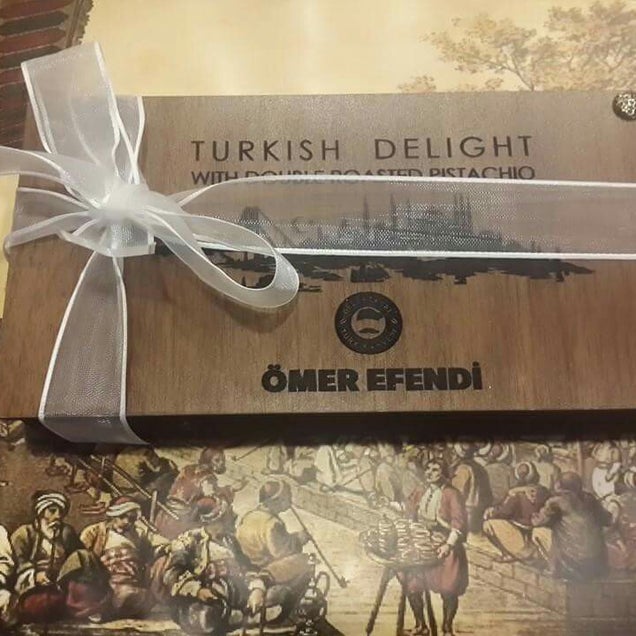 TURKISH DELIGHT
WITH DOUBLE ROASTED PISTACHIO
ÖMER EFENDİ